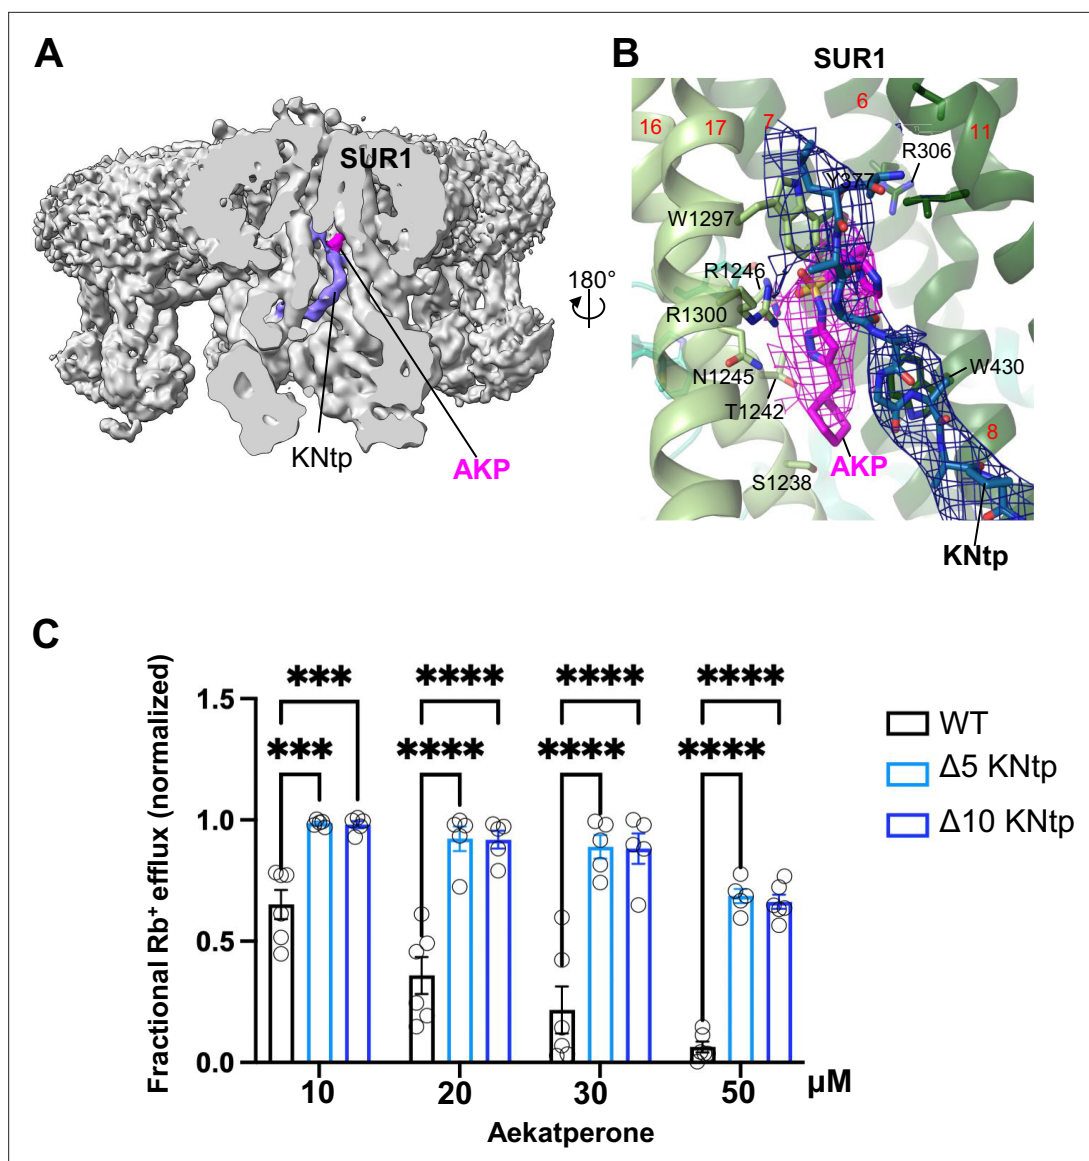 A
SUR1
KNtp
AKP
180°
B
SUR1
16
17
7
6
11
R306
Y377
W1297
R1246
R1300
N1245
T1242
W430
8
AKP
S1238
KNtp
C
Fractional Rb⁺ efflux (normalized)
1.5
1.0
0.5
0.0
*** **** **** ****
*** **** **** ****
10 20 30 50 µM
Aekatperone
WT
Δ5 KNtp
Δ10 KNtp